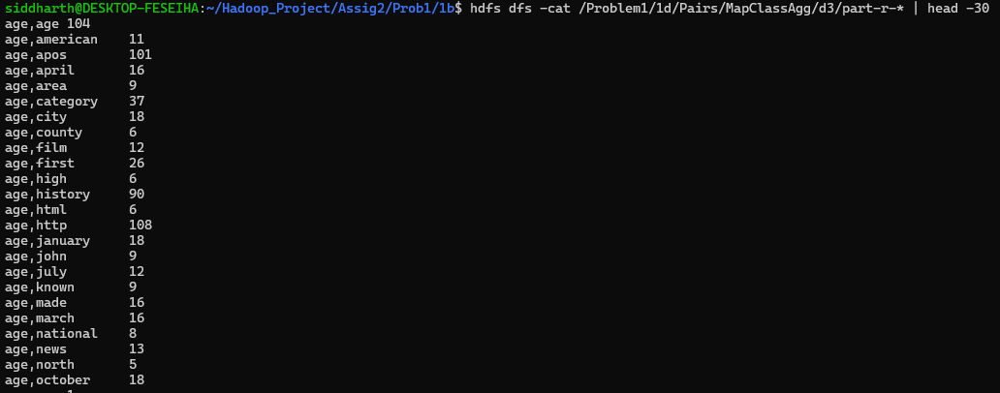 siddharth@DESKTOP-FESEIHA:~/Hadoop_Project/Assig2/Prob1/1b$ hdfs dfs -cat /Problem1/1d/Pairs/MapClassAgg/d3/part-r-* | head -30
age,age 104
age,american 11
age,apos 101
age,april 16
age,area 9
age,category 37
age,city 18
age,county 6
age,film 12
age,first 26
age,high 6
age,history 90
age,html 6
age,http 108
age,january 18
age,john 9
age,july 12
age,known 9
age,made 16
age,march 16
age,national 8
age,news 13
age,north 5
age,october 18